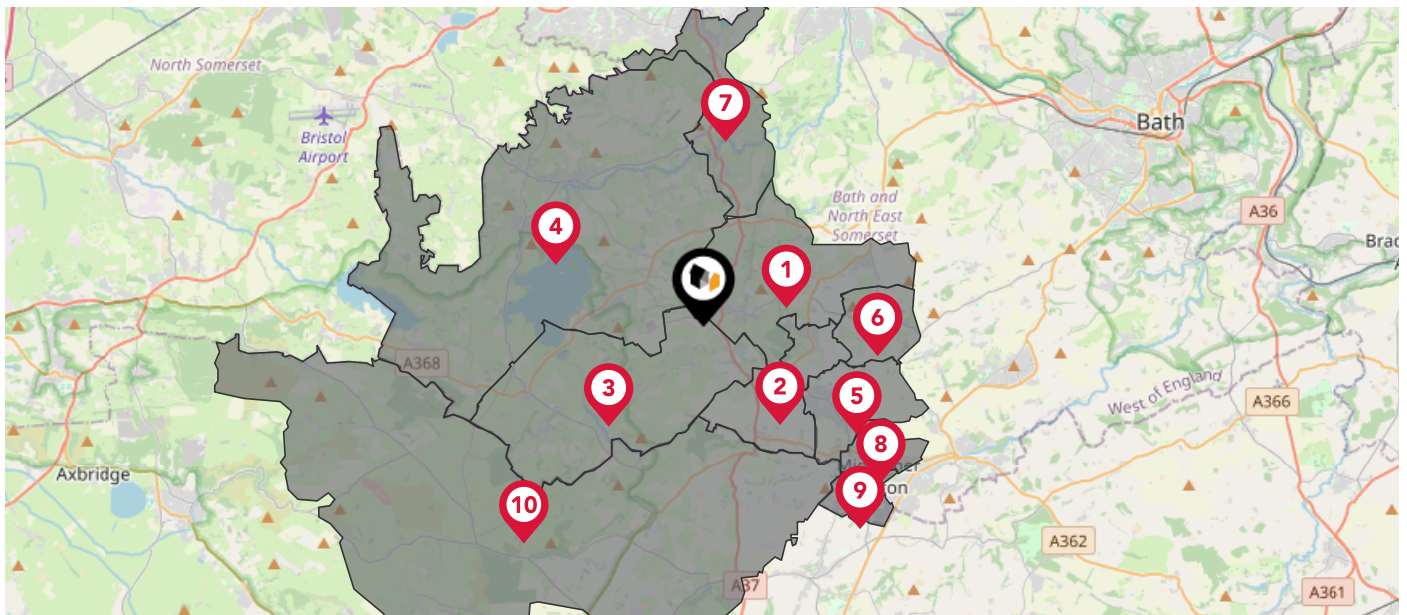 North Somerset
7
Bristol
Airport
Bath
Bath and
North East
Somerset
A36
4
1
6
A368
3
2
5
West of England
A366
8
Axbridge
9
10
A362
A37
A361